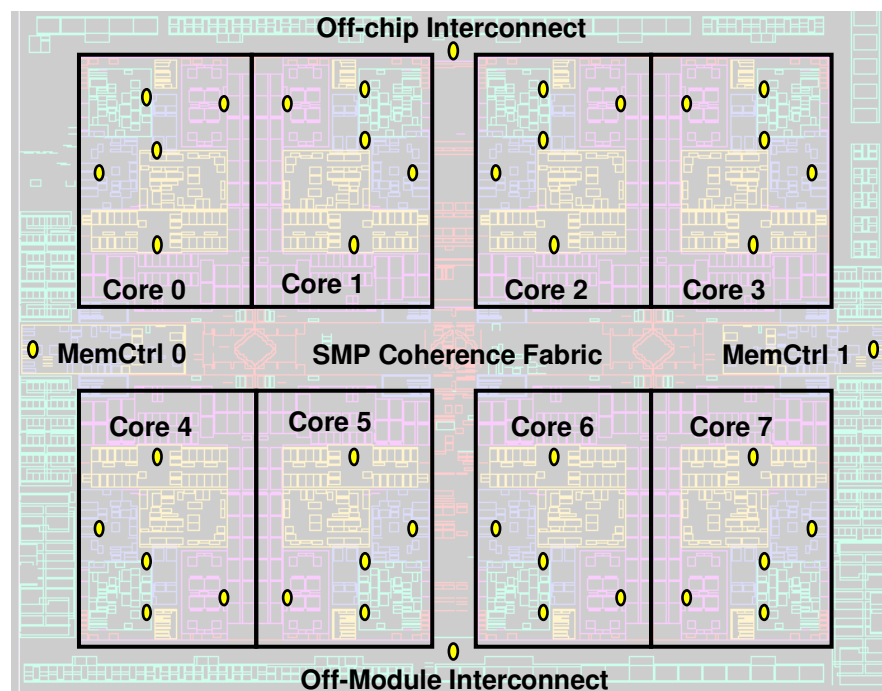 Off-chip Interconnect
Core 0
Core 1
Core 2
Core 3
MemCtrl 0
SMP Coherence Fabric
MemCtrl 1
Core 4
Core 5
Core 6
Core 7
Off-Module Interconnect